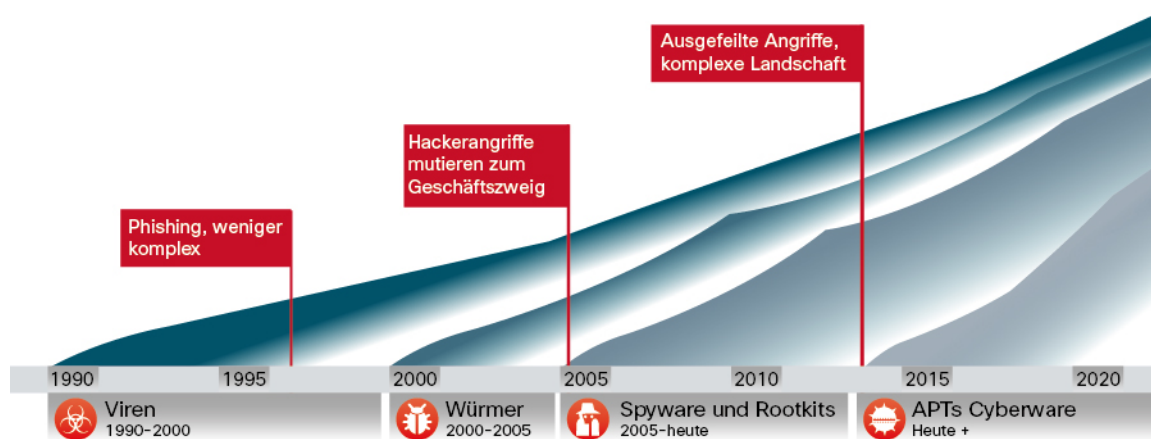 Ausgefeilte Angriffe,
komplexe Landschaft
Hackerangriffe
mutieren zum
Geschäftszweig
Phishing, weniger
komplex
1990
1995
2000
2005
2010
2015
2020
Viren
1990–2000
Würmer
2000–2005
Spyware und Rootkits
2005–heute
APTs Cyberware
Heute +